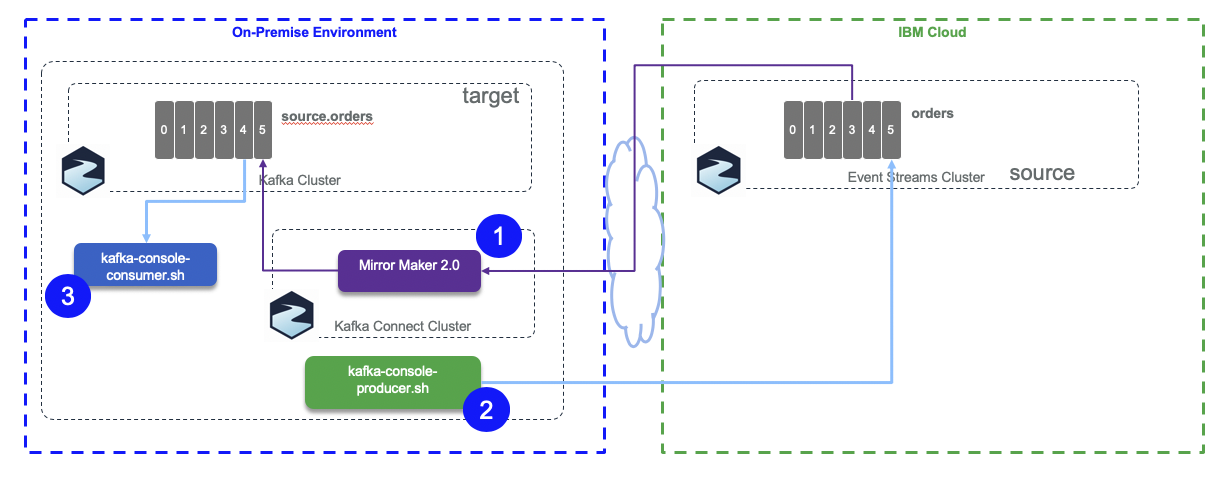 On-Premise Environment
IBM Cloud
target
0 1 2 3 4 5
source.orders
Kafka Cluster
0 1 2 3 4 5
orders
Event Streams Cluster
source
kafka-console-
consumer.sh
3
1
Mirror Maker 2.0
Kafka Connect Cluster
kafka-console-
producer.sh
2